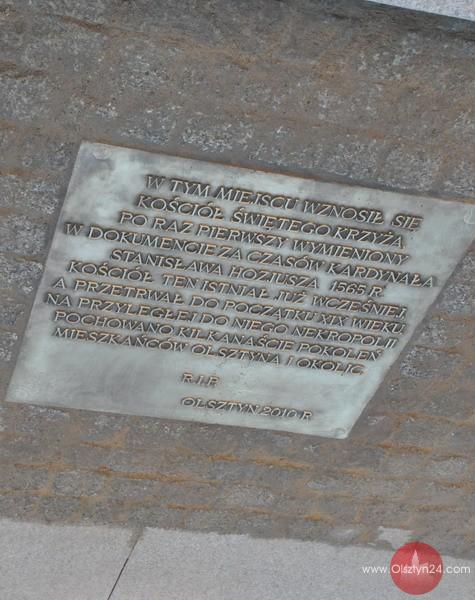 W TYM MIEJSCU WZNOSIŁ SIĘ
KOŚCIÓŁ ŚWIĘTEGO KRZYŻA
PO RAZ PIERWSZY WYMIENIONY
W DOKUMENCIE ZA CZASÓW KARDYNAŁA
STANISŁAWA HOZJUSZA 1565 R.
KOŚCIÓŁ TEN ISTNIAŁ JUŻ WCZEŚNIEJ,
A PRZETRWAŁ DO POCZĄTKU XIX WIEKU.
NA PRZYLEGŁEJ DO NIEGO NEKROPOLII
POCHOWANO KILKANAŚCIE POKOLEŃ
MIESZKAŃCÓW OLSZTYNA I OKOLIC.
R.I.P.
OLSZTYN 2010 R.
www.Olsztyn24.com